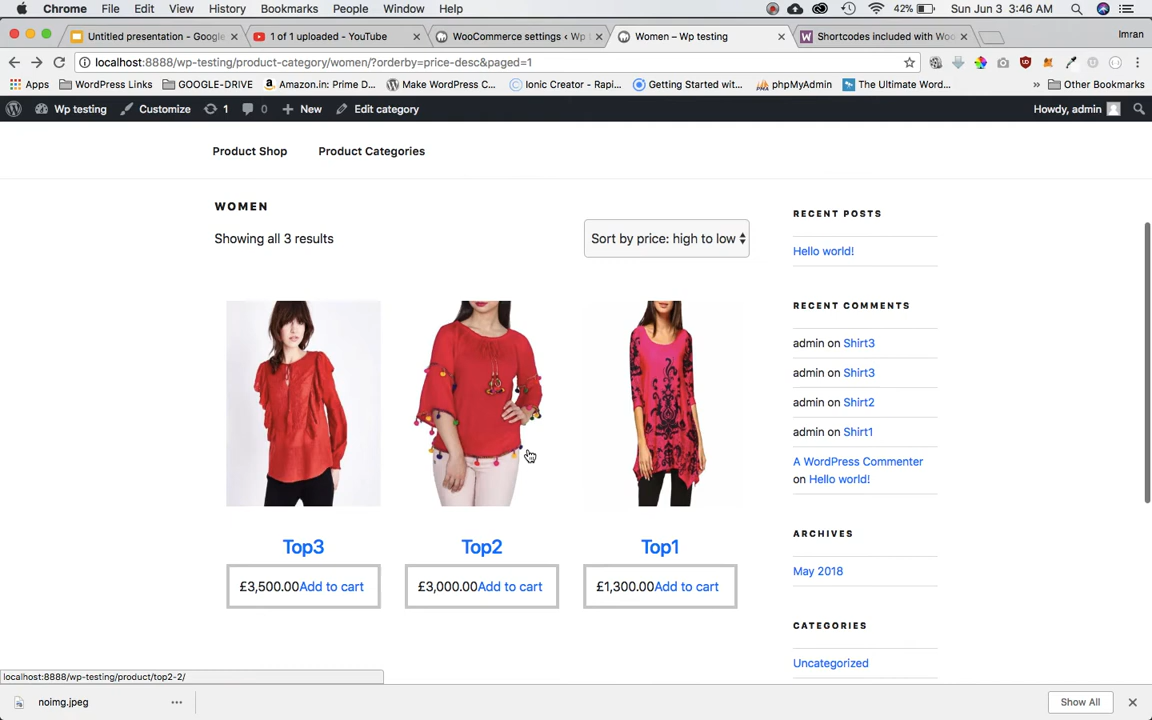 Chrome File Edit View History Bookmarks People Window Help 42% Sun Jun 3 3:46 AM
Untitled presentation - Google 1 of 1 uploaded - YouTube WooCommerce settings ‹ Wp t Women – Wp testing Shortcodes included with Woo Imran
localhost:8888/wp-testing/product-category/women/?orderby=price-desc&paged=1
Apps WordPress Links GOOGLE-DRIVE Amazon.in: Prime D... Make WordPress C... Ionic Creator - Rapi... Getting Started wit... phpMyAdmin The Ultimate Wor... » Other Bookmarks
Wp testing Customize 1 0 New Edit category Howdy, admin
Product Shop Product Categories
WOMEN
Showing all 3 results
Sort by price: high to low
Top3
£3,500.00Add to cart
Top2
£3,000.00Add to cart
Top1
£1,300.00Add to cart
RECENT POSTS
Hello world!
RECENT COMMENTS
admin on Shirt3
admin on Shirt3
admin on Shirt2
admin on Shirt1
A WordPress Commenter
on Hello world!
ARCHIVES
May 2018
CATEGORIES
Uncategorized
localhost:8888/wp-testing/product/top2-2/
noimg.jpeg
Show All